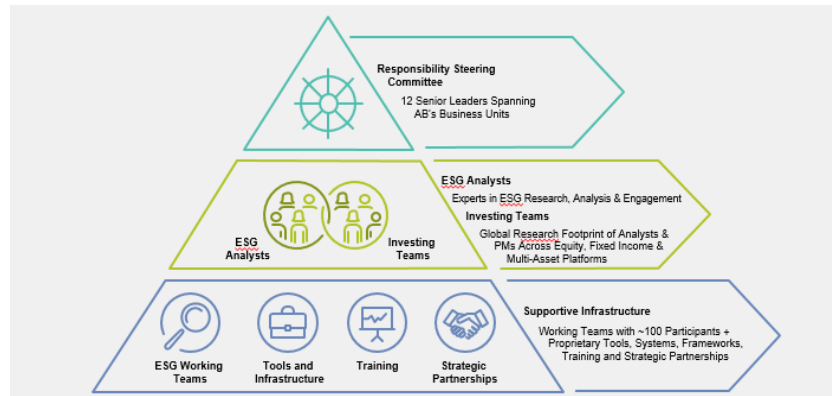 Responsibility Steering
Committee
12 Senior Leaders Spanning
AB's Business Units
ESG Analysts
Experts in ESG Research, Analysis & Engagement
Investing Teams
Global Research Footprint of Analysts &
PMs Across Equity, Fixed Income &
Multi-Asset Platforms
ESG
Analysts
Investing
Teams
Supportive Infrastructure
Working Teams with ~100 Participants +
Proprietary Tools, Systems, Frameworks,
Training and Strategic Partnerships
ESG Working
Teams
Tools and
Infrastructure
Training
Strategic
Partnerships